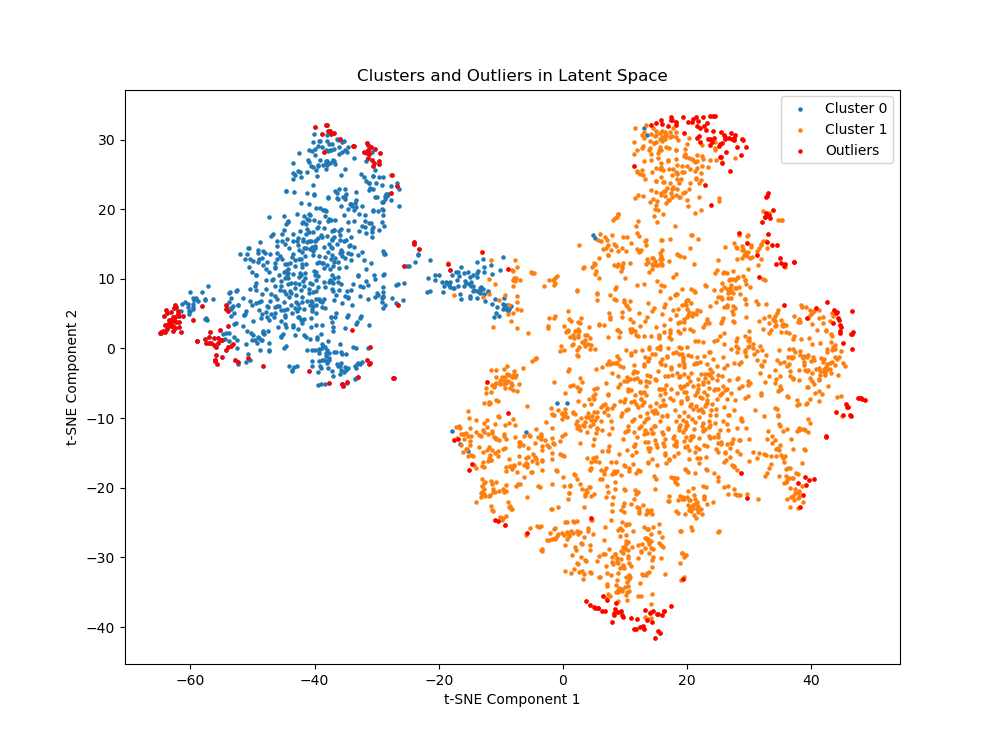 Clusters and Outliers in Latent Space
Cluster 0
Cluster 1
Outliers
30
20
10
0
−10
−20
−30
−40
t-SNE Component 2
−60
−40
−20
0
20
40
t-SNE Component 1